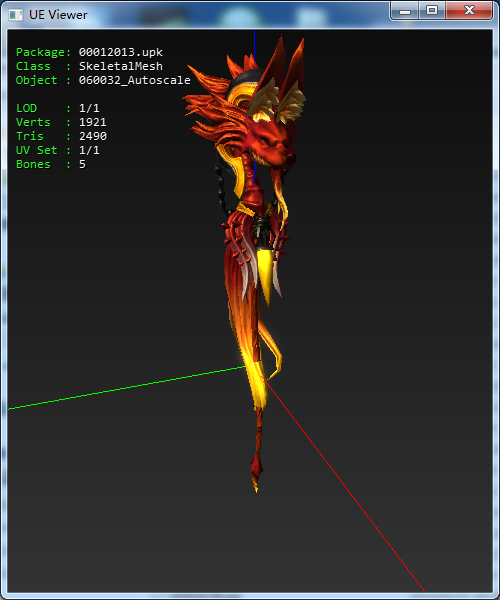 UE Viewer
Package: 00012013.upk
Class : SkeletalMesh
Object : 060032_Autoscale
LOD : 1/1
Verts : 1921
Tris : 2490
UV Set : 1/1
Bones : 5